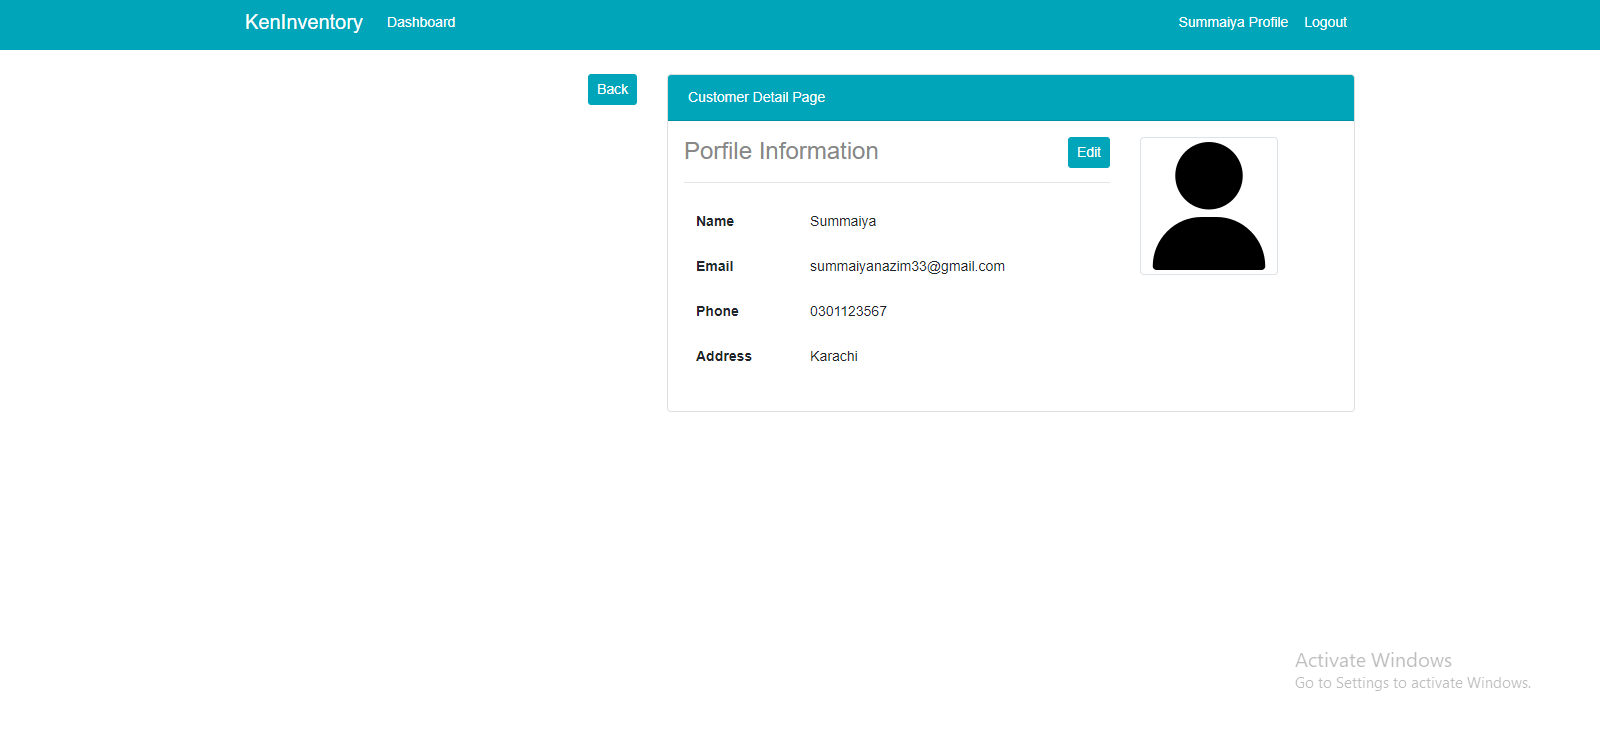 KenInventory Dashboard Summaiya Profile Logout
Back
Customer Detail Page
Porfile Information Edit
Name Summaiya
Email summaiyanazim33@gmail.com
Phone 0301123567
Address Karachi
Activate Windows
Go to Settings to activate Windows.